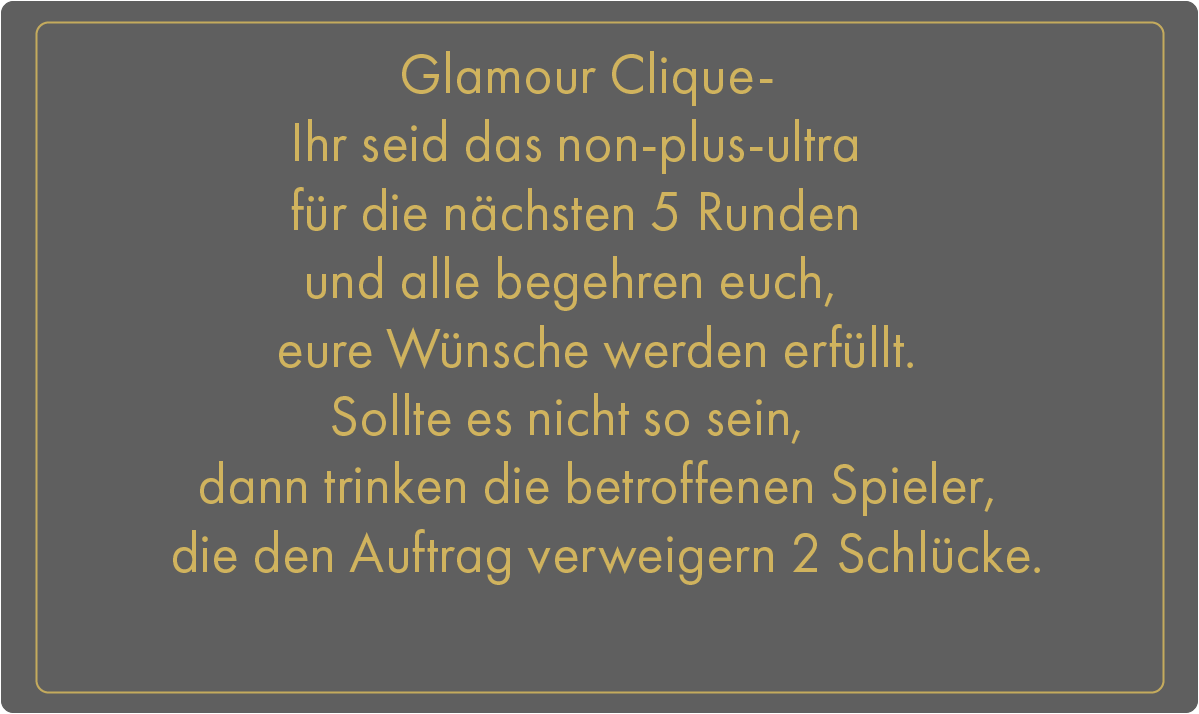 Glamour Clique-
Ihr seid das non-plus-ultra
für die nächsten 5 Runden
und alle begehren euch,
eure Wünsche werden erfüllt.
Sollte es nicht so sein,
dann trinken die betroffenen Spieler,
die den Auftrag verweigern 2 Schlücke.